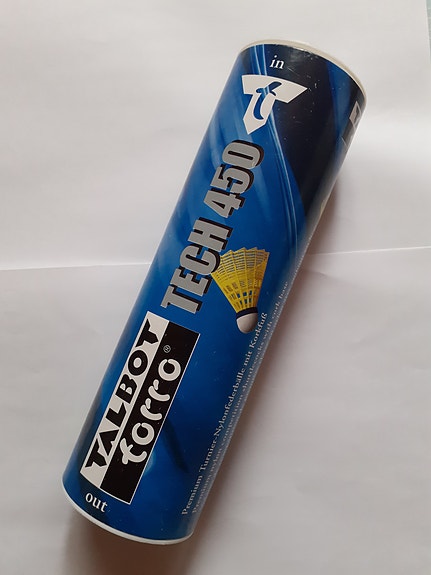 in
TECH 450
TALBOT
torro®
Premium Turnier-Nylonfederbälle mit Korkfuß
out